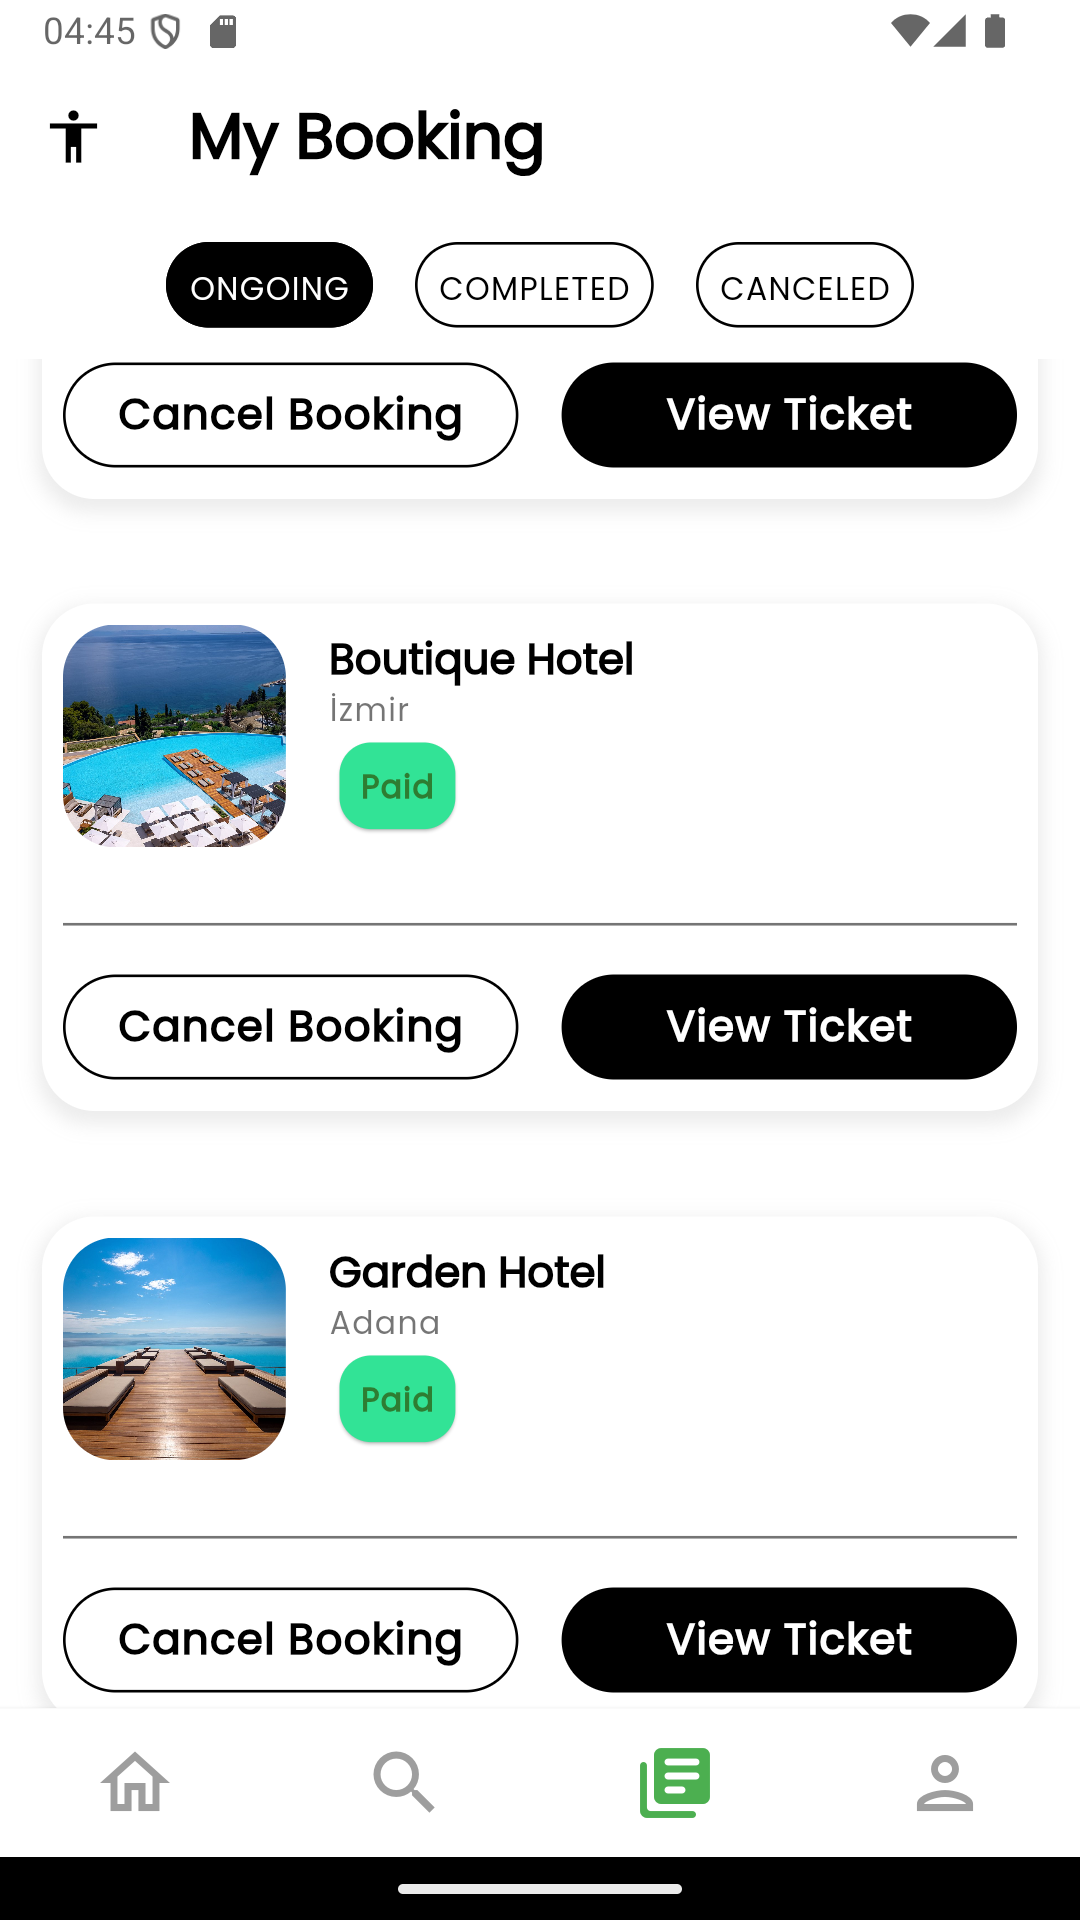 04:45
My Booking
ONGOING COMPLETED CANCELED
Cancel Booking View Ticket
Boutique Hotel
İzmir
Paid
Cancel Booking View Ticket
Garden Hotel
Adana
Paid
Cancel Booking View Ticket